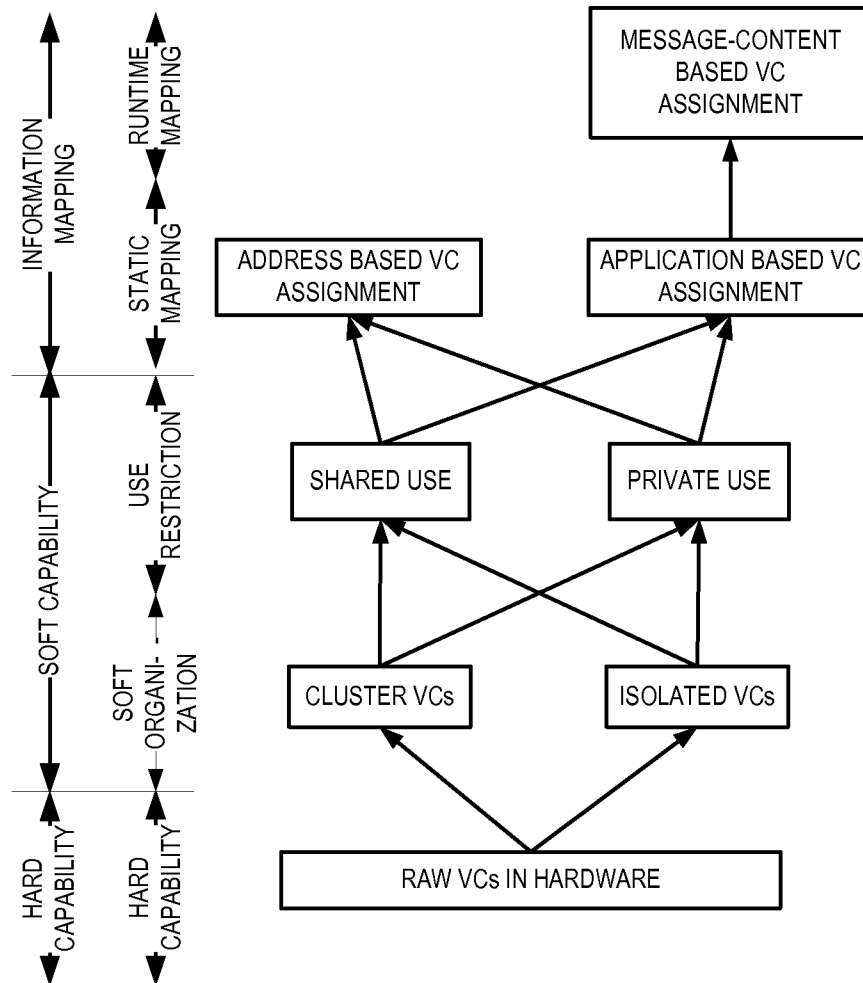 MESSAGE-CONTENT
BASED VC
ASSIGNMENT
INFORMATION
MAPPING
RUNTIME
MAPPING
STATIC
MAPPING
ADDRESS BASED VC
ASSIGNMENT
APPLICATION BASED VC
ASSIGNMENT
SOFT CAPABILITY
USE
RESTRICTION
SHARED USE
PRIVATE USE
SOFT
ORGANI-
ZATION
CLUSTER VCs
ISOLATED VCs
HARD
CAPABILITY
HARD
CAPABILITY
RAW VCs IN HARDWARE